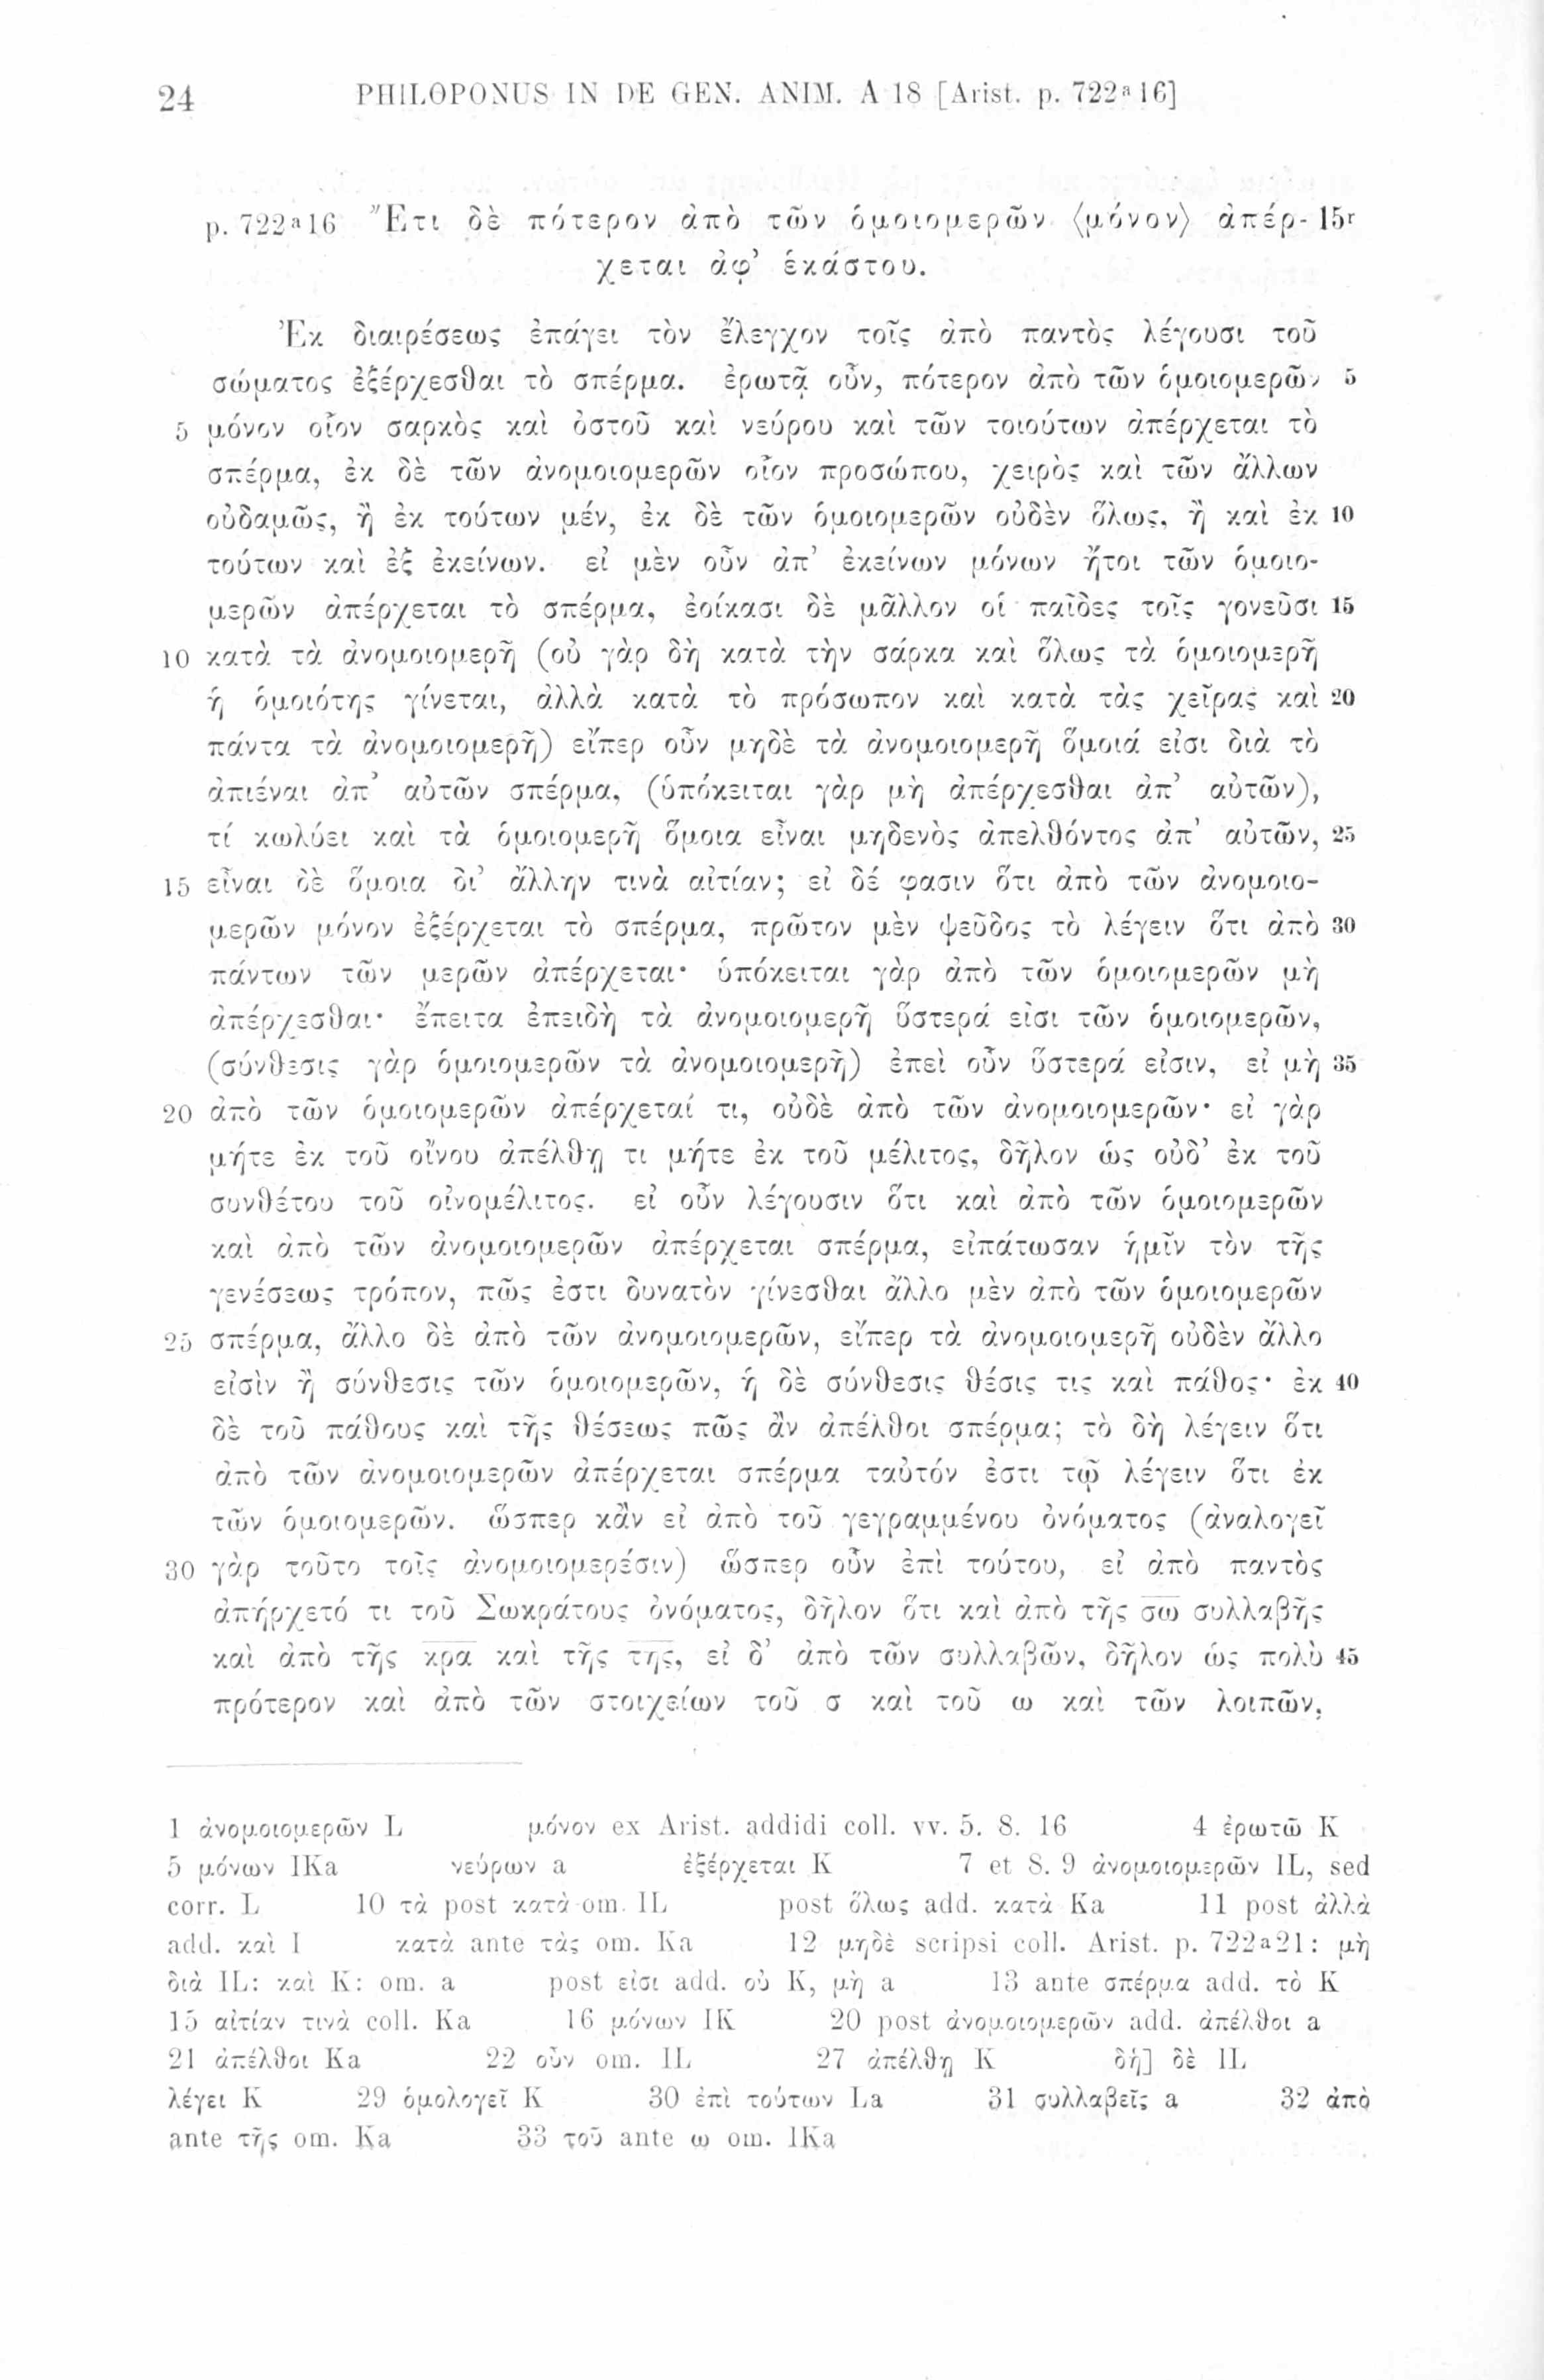 24 PHILOPONUS IN DE GEN. ANIM. A 18 [Arist. p. 722ᵃ16]
p. 722ᵃ16 Ἔτι δὲ πότερον ἀπὸ τῶν ὁμοιομερῶν ⟨μόνον⟩ ἀπέρ- 15ʳ
χεται ἀφ’ ἑκάστου.
Ἐκ διαιρέσεως ἐπάγει τὸν ἔλεγχον τοῖς ἀπὸ παντὸς λέγουσι τοῦ
σώματος ἐξέρχεσθαι τὸ σπέρμα. ἐρωτᾷ οὖν, πότερον ἀπὸ τῶν ὁμοιομερῶν 5
5 μόνον οἷον σαρκὸς καὶ ὀστοῦ καὶ νεύρου καὶ τῶν τοιούτων ἀπέρχεται τὸ
σπέρμα, ἐκ δὲ τῶν ἀνομοιομερῶν οἷον προσώπου, χειρὸς καὶ τῶν ἄλλων
οὐδαμῶς, ἢ ἐκ τούτων μέν, ἐκ δὲ τῶν ὁμοιομερῶν οὐδὲν ὅλως, ἢ καὶ ἐκ 10
τούτων καὶ ἐξ ἐκείνων. εἰ μὲν οὖν ἀπ’ ἐκείνων μόνων ἤτοι τῶν ὁμοιο-
μερῶν ἀπέρχεται τὸ σπέρμα, ἐοίκασι δὲ μᾶλλον οἱ παῖδες τοῖς γονεῦσι 15
10 κατὰ τὰ ἀνομοιομερῆ (οὐ γὰρ δὴ κατὰ τὴν σάρκα καὶ ὅλως τὰ ὁμοιομερῆ
ἡ ὁμοιότης γίνεται, ἀλλὰ κατὰ τὸ πρόσωπον καὶ κατὰ τὰς χεῖρας καὶ 20
πάντα τὰ ἀνομοιομερῆ) εἴπερ οὖν μηδὲ τὰ ἀνομοιομερῆ ὅμοιά εἰσι διὰ τὸ
ἀπιέναι ἀπ’ αὐτῶν σπέρμα, (ὑπόκειται γὰρ μὴ ἀπέρχεσθαι ἀπ’ αὐτῶν),
τί κωλύει καὶ τὰ ὁμοιομερῆ ὅμοια εἶναι μηδενὸς ἀπελθόντος ἀπ’ αὐτῶν, 25
15 εἶναι δὲ ὅμοια δι’ ἄλλην τινὰ αἰτίαν; εἰ δέ φασιν ὅτι ἀπὸ τῶν ἀνομοιο-
μερῶν μόνον ἐξέρχεται τὸ σπέρμα, πρῶτον μὲν ψεῦδος τὸ λέγειν ὅτι ἀπὸ 30
πάντων τῶν μερῶν ἀπέρχεται· ὑπόκειται γὰρ ἀπὸ τῶν ὁμοιομερῶν μὴ
ἀπέρχεσθαι· ἔπειτα ἐπειδὴ τὰ ἀνομοιομερῆ ὕστερά εἰσι τῶν ὁμοιομερῶν,
(σύνθεσις γὰρ ὁμοιομερῶν τὰ ἀνομοιομερῆ) ἐπεὶ οὖν ὕστερά εἰσιν, εἰ μὴ 35
20 ἀπὸ τῶν ὁμοιομερῶν ἀπέρχεταί τι, οὐδὲ ἀπὸ τῶν ἀνομοιομερῶν· εἰ γὰρ
μήτε ἐκ τοῦ οἴνου ἀπέλθῃ τι μήτε ἐκ τοῦ μέλιτος, δῆλον ὡς οὐδ’ ἐκ τοῦ
συνθέτου τοῦ οἰνομέλιτος. εἰ οὖν λέγουσιν ὅτι καὶ ἀπὸ τῶν ὁμοιομερῶν
καὶ ἀπὸ τῶν ἀνομοιομερῶν ἀπέρχεται σπέρμα, εἰπάτωσαν ἡμῖν τὸν τῆς
γενέσεως τρόπον, πῶς ἐστι δυνατὸν γίνεσθαι ἄλλο μὲν ἀπὸ τῶν ὁμοιομερῶν
25 σπέρμα, ἄλλο δὲ ἀπὸ τῶν ἀνομοιομερῶν, εἴπερ τὰ ἀνομοιομερῆ οὐδὲν ἄλλο
εἰσὶν ἢ σύνθεσις τῶν ὁμοιομερῶν, ἡ δὲ σύνθεσις θέσις τις καὶ πάθος· ἐκ 40
δὲ τοῦ πάθους καὶ τῆς θέσεως πῶς ἂν ἀπέλθοι σπέρμα; τὸ δὴ λέγειν ὅτι
ἀπὸ τῶν ἀνομοιομερῶν ἀπέρχεται σπέρμα ταὐτόν ἐστι τῷ λέγειν ὅτι ἐκ
τῶν ὁμοιομερῶν. ὥσπερ κἂν εἰ ἀπὸ τοῦ γεγραμμένου ὀνόματος (ἀναλογεῖ
30 γὰρ τοῦτο τοῖς ἀνομοιομερέσιν) ὥσπερ οὖν ἐπὶ τούτου, εἰ ἀπὸ παντὸς
ἀπήρχετό τι τοῦ Σωκράτους ὀνόματος, δῆλον ὅτι καὶ ἀπὸ τῆς σω συλλαβῆς
καὶ ἀπὸ τῆς κρα καὶ τῆς της, εἰ δ’ ἀπὸ τῶν συλλαβῶν, δῆλον ὡς πολὺ 45
πρότερον καὶ ἀπὸ τῶν στοιχείων τοῦ σ καὶ τοῦ ω καὶ τῶν λοιπῶν,
1 ἀνομοιομερῶν L μόνον ex Arist. addidi coll. vv. 5. 8. 16 4 ἐρωτῶ K
5 μόνων IKa νεύρων a ἐξέρχεται K 7 et 8. 9 ἀνομοιομερῶν IL, sed
corr. L 10 τὰ post κατὰ om. IL post ὅλως add. κατὰ Ka 11 post ἀλλὰ
add. καὶ I κατὰ ante τὰς om. Ka 12 μηδὲ scripsi coll. Arist. p. 722ᵃ21: μὴ
διὰ IL: καὶ K: om. a post εἰσι add. οὐ K, μὴ a 13 ante σπέρμα add. τὸ K
15 αἰτίαν τινὰ coll. Ka 16 μόνων IK 20 post ἀνομοιομερῶν add. ἀπέλθοι a
21 ἀπέλθοι Ka 22 οὖν om. IL 27 ἀπέλθῃ K δή] δὲ IL
λέγει K 29 ὁμολογεῖ K 30 ἐπὶ τούτων La 31 συλλαβεῖς a 32 ἀπὸ
ante τῆς om. Ka 33 τοῦ ante ω om. IKa